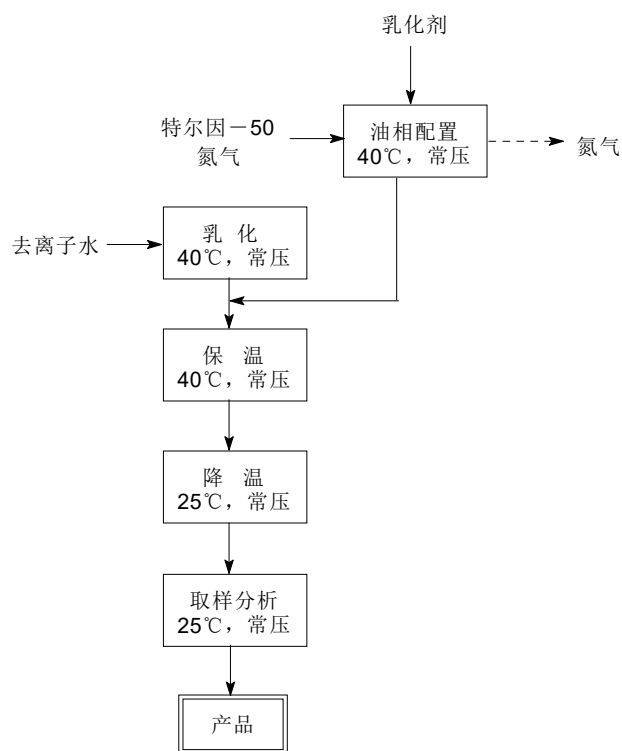 乳化剂
特尔因－50
氮气
油相配置
40℃，常压
氮气
去离子水
乳 化
40℃，常压
保 温
40℃，常压
降 温
25℃，常压
取样分析
25℃，常压
产品